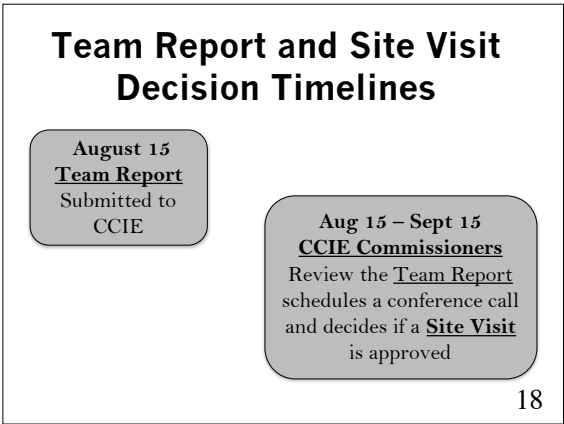 Team Report and Site Visit
Decision Timelines
August 15
Team Report
Submitted to
CCIE
Aug 15 – Sept 15
CCIE Commissioners
Review the Team Report
schedules a conference call
and decides if a Site Visit
is approved
18